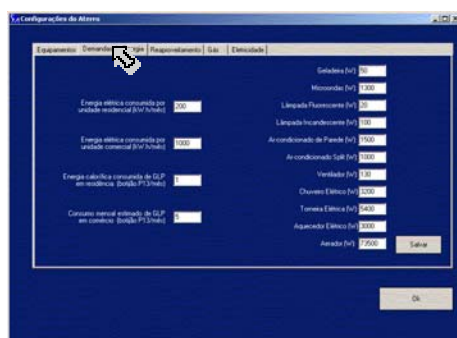 Configurações do Aterro
Equipamentos
Reaproveitamento
Gás
Eletricidade
Energia elétrica consumida por
unidade residencial (kW.h/mês)
200
Energia elétrica consumida por
unidade comercial (kW.h/mês)
1000
Energia calorífica consumida de GLP
em residência (botijão P13/mês)
1
Consumo mensal estimado de GLP
em comércio (botijão P13/mês)
5
Geladeira (W) 90
Microondas (W) 1300
Lâmpada Fluorescente (W) 20
Lâmpada Incandescente (W) 100
Ar-condicionado de Parede (W) 1500
Ar-condicionado Split (W) 1000
Ventilador (W) 130
Chuveiro Elétrico (W) 3200
Torneira Elétrica (W) 5400
Aquecedor Elétrico (W) 3000
Aerador (W) 73500
Salvar
Ok